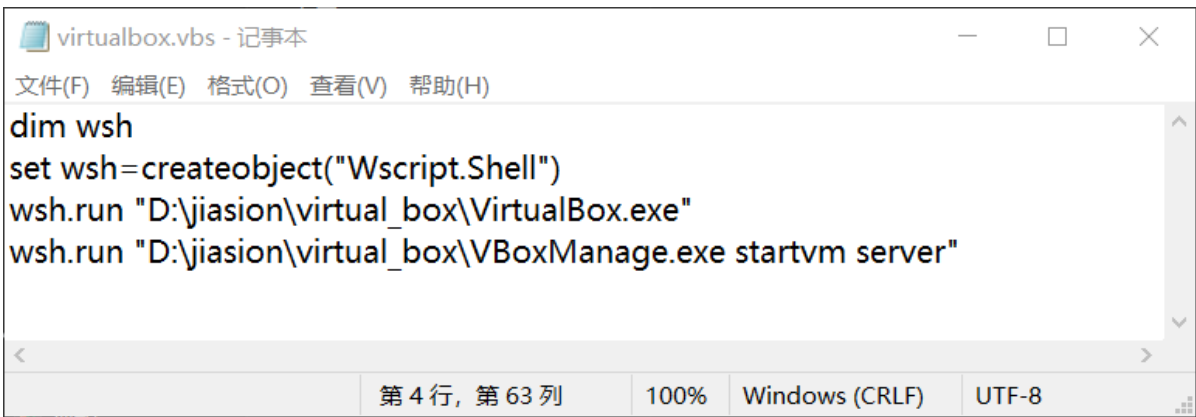 virtualbox.vbs - 记事本
文件(F) 编辑(E) 格式(O) 查看(V) 帮助(H)
dim wsh
set wsh=createobject("Wscript.Shell")
wsh.run "D:\jiasion\virtual_box\VirtualBox.exe"
wsh.run "D:\jiasion\virtual_box\VBoxManage.exe startvm server"
第 4 行，第 63 列 100% Windows (CRLF) UTF-8